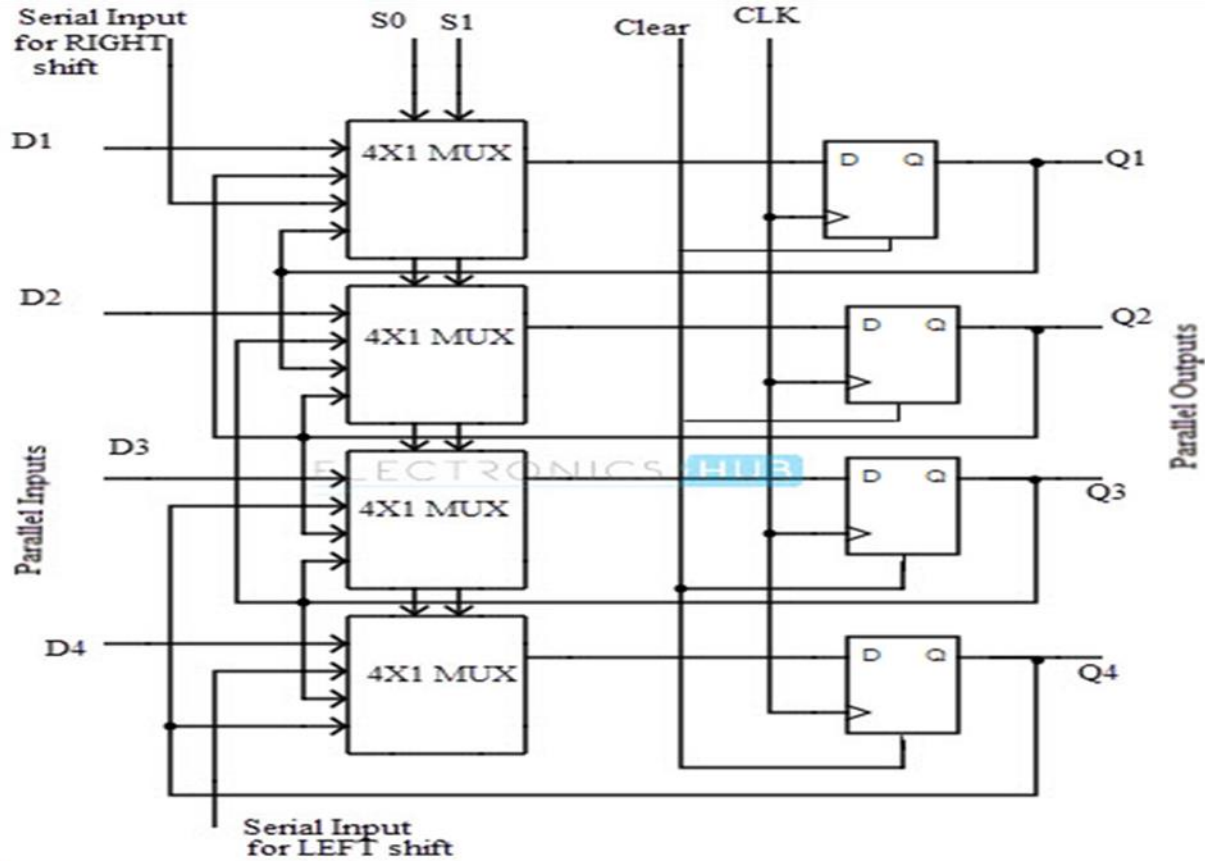 Serial Input
for RIGHT
shift
S0 S1
Clear
CLK
D1
4X1 MUX
D Q
Q1
D2
4X1 MUX
D Q
Q2
Parallel Outputs
D3
ELECTRONICS HUB
Parallel Inputs
4X1 MUX
D Q
Q3
D4
4X1 MUX
D Q
Q4
Serial Input
for LEFT shift